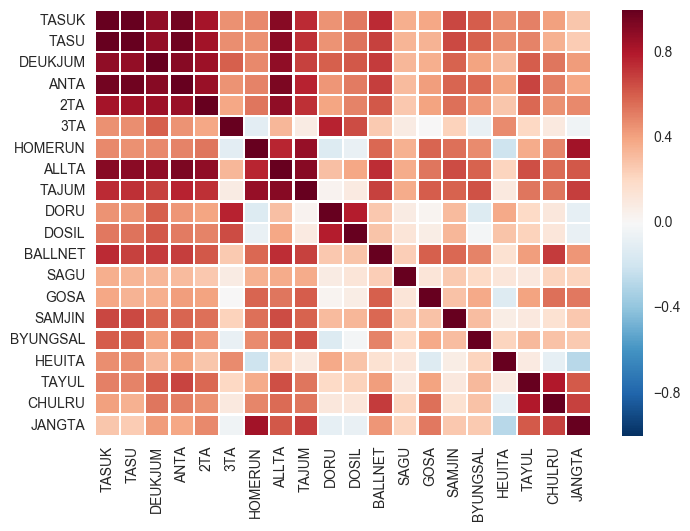 TASUK
TASU
DEUKJUM
ANTA
2TA
3TA
HOMERUN
ALLTA
TAJUM
DORU
DOSIL
BALLNET
SAGU
GOSA
SAMJIN
BYUNGSAL
HEUITA
TAYUL
CHULRU
JANGTA
TASUK
TASU
DEUKJUM
ANTA
2TA
3TA
HOMERUN
ALLTA
TAJUM
DORU
DOSIL
BALLNET
SAGU
GOSA
SAMJIN
BYUNGSAL
HEUITA
TAYUL
CHULRU
JANGTA
0.8
0.4
0.0
−0.4
−0.8